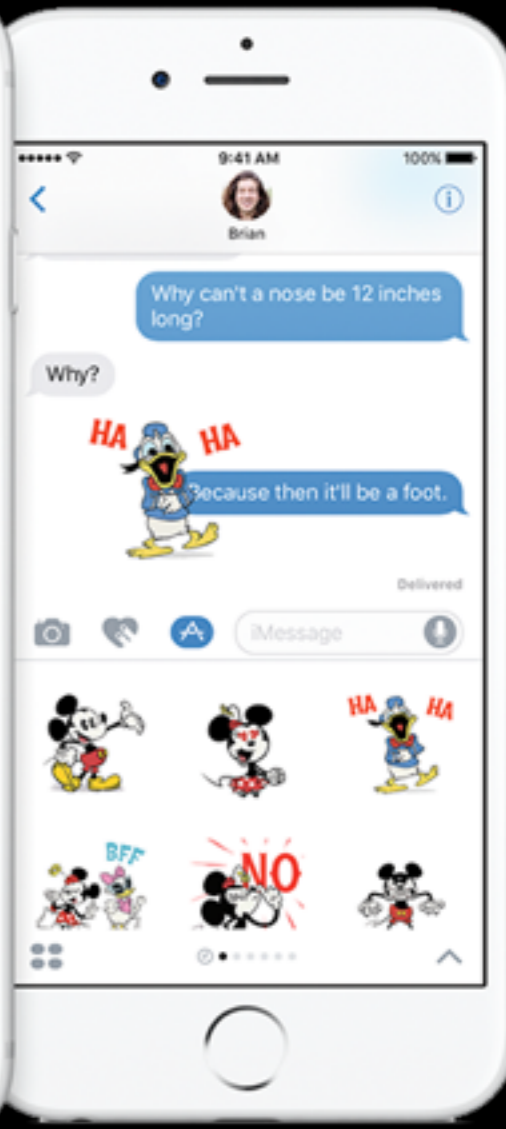 9:41 AM
100%
Brian
Why can't a nose be 12 inches
long?
Why?
HA HA
Because then it'll be a foot.
Delivered
iMessage
HA HA
BFF
NO